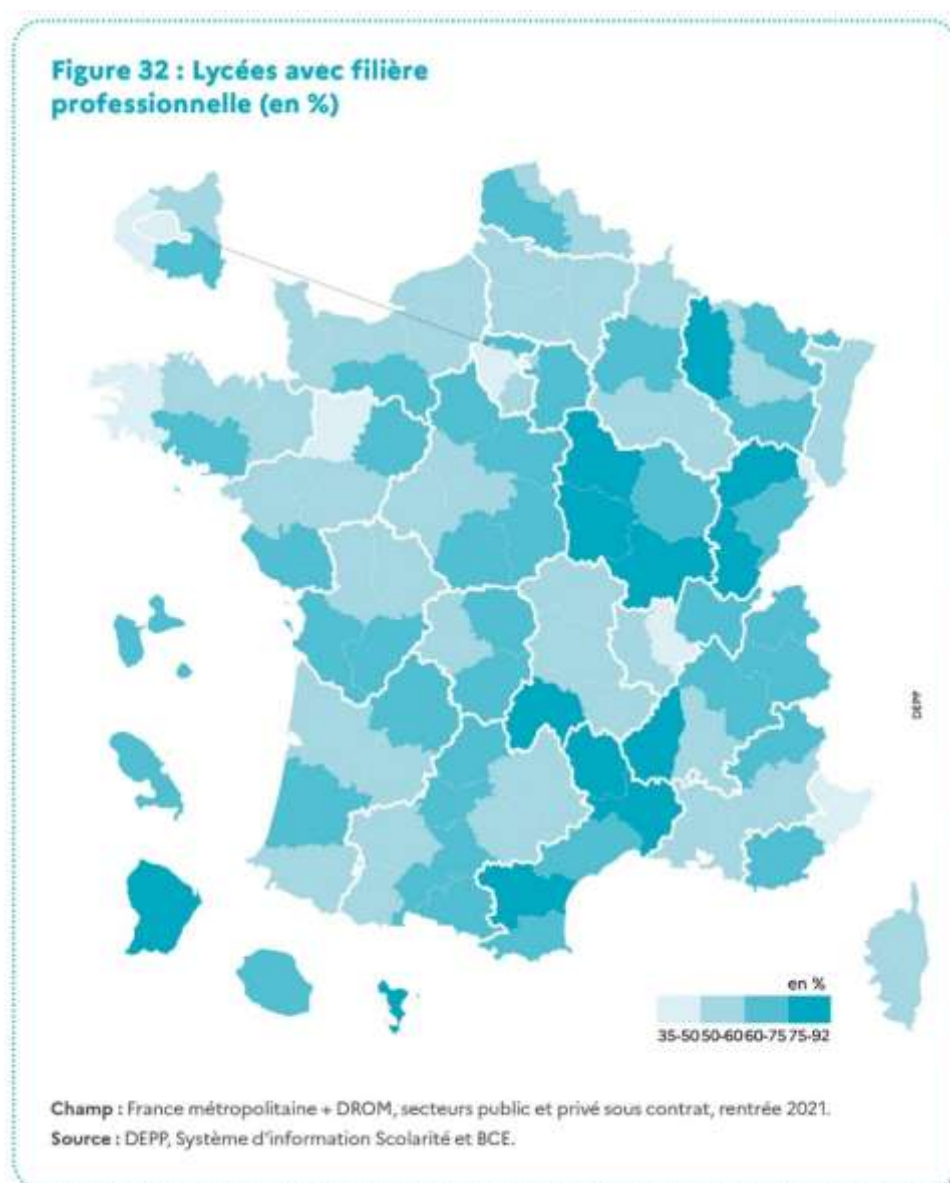 Figure 32 : Lycées avec filière
professionnelle (en %)
DEPP
en %
35-50 50-60 60-75 75-92
Champ : France métropolitaine + DROM, secteurs public et privé sous contrat, rentrée 2021.
Source : DEPP, Système d'information Scolarité et BCE.